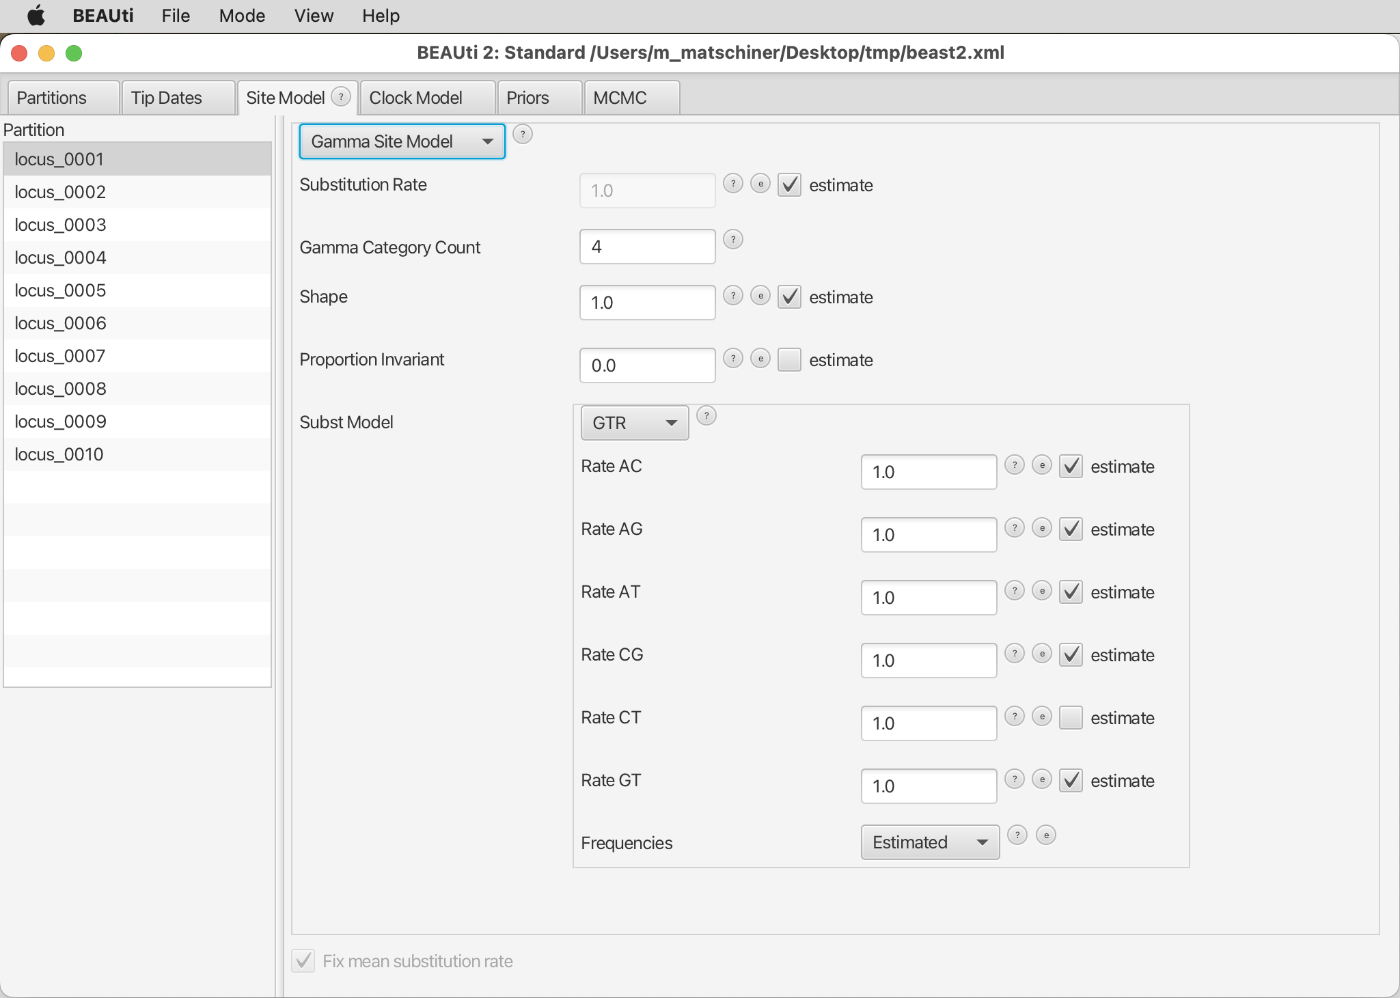 BEAUti File Mode View Help
BEAUti 2: Standard /Users/m_matschiner/Desktop/tmp/beast2.xml
Partitions Tip Dates Site Model ? Clock Model Priors MCMC
Partition
locus_0001
locus_0002
locus_0003
locus_0004
locus_0005
locus_0006
locus_0007
locus_0008
locus_0009
locus_0010
Gamma Site Model ?
Substitution Rate 1.0 ? e estimate
Gamma Category Count 4 ?
Shape 1.0 ? e estimate
Proportion Invariant 0.0 ? e estimate
Subst Model GTR ?
Rate AC 1.0 ? e estimate
Rate AG 1.0 ? e estimate
Rate AT 1.0 ? e estimate
Rate CG 1.0 ? e estimate
Rate CT 1.0 ? e estimate
Rate GT 1.0 ? e estimate
Frequencies Estimated ? e
Fix mean substitution rate